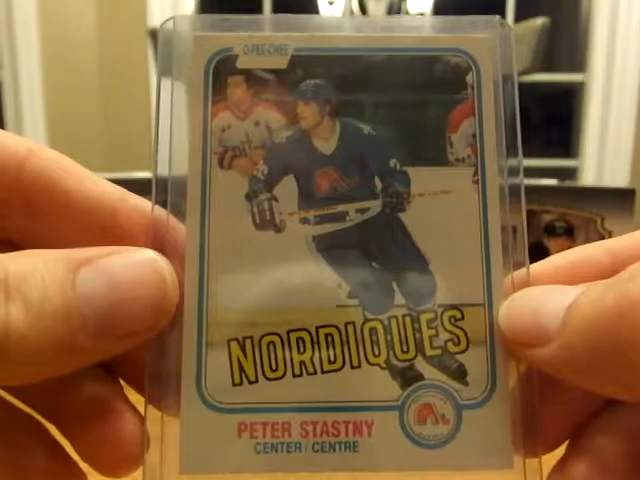 O-PEE-CHEE
NORDIQUES
PETER STASTNY
CENTER/CENTRE